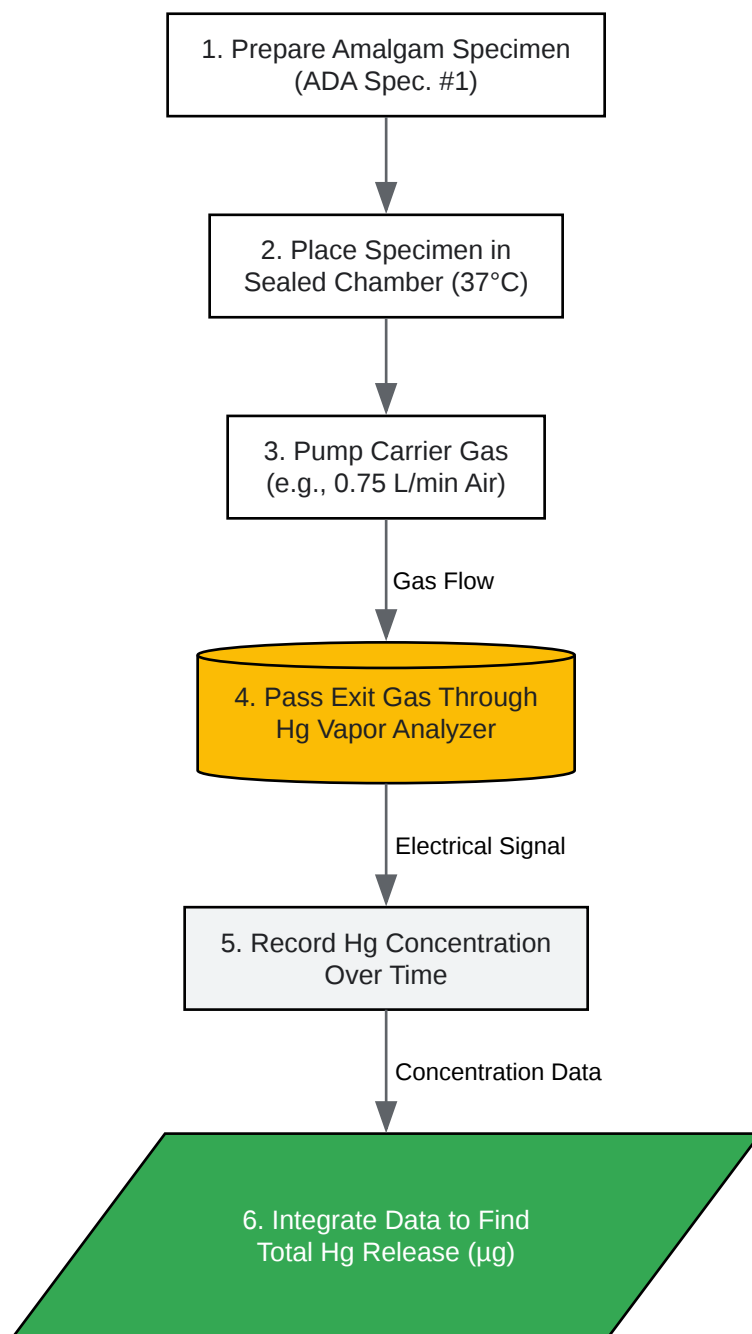 1. Prepare Amalgam Specimen
(ADA Spec. #1)
2. Place Specimen in
Sealed Chamber (37°C)
3. Pump Carrier Gas
(e.g., 0.75 L/min Air)
Gas Flow
4. Pass Exit Gas Through
Hg Vapor Analyzer
Electrical Signal
5. Record Hg Concentration
Over Time
Concentration Data
6. Integrate Data to Find
Total Hg Release (µg)